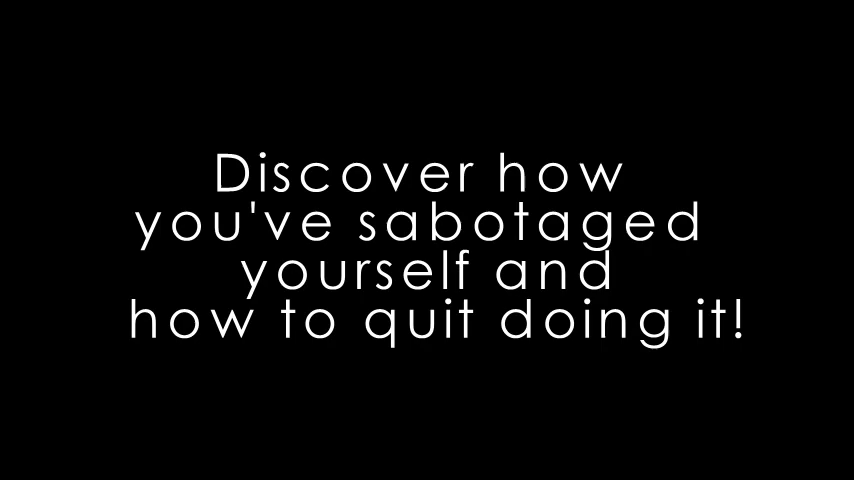 Discover how
you've sabotaged
yourself and
how to quit doing it!